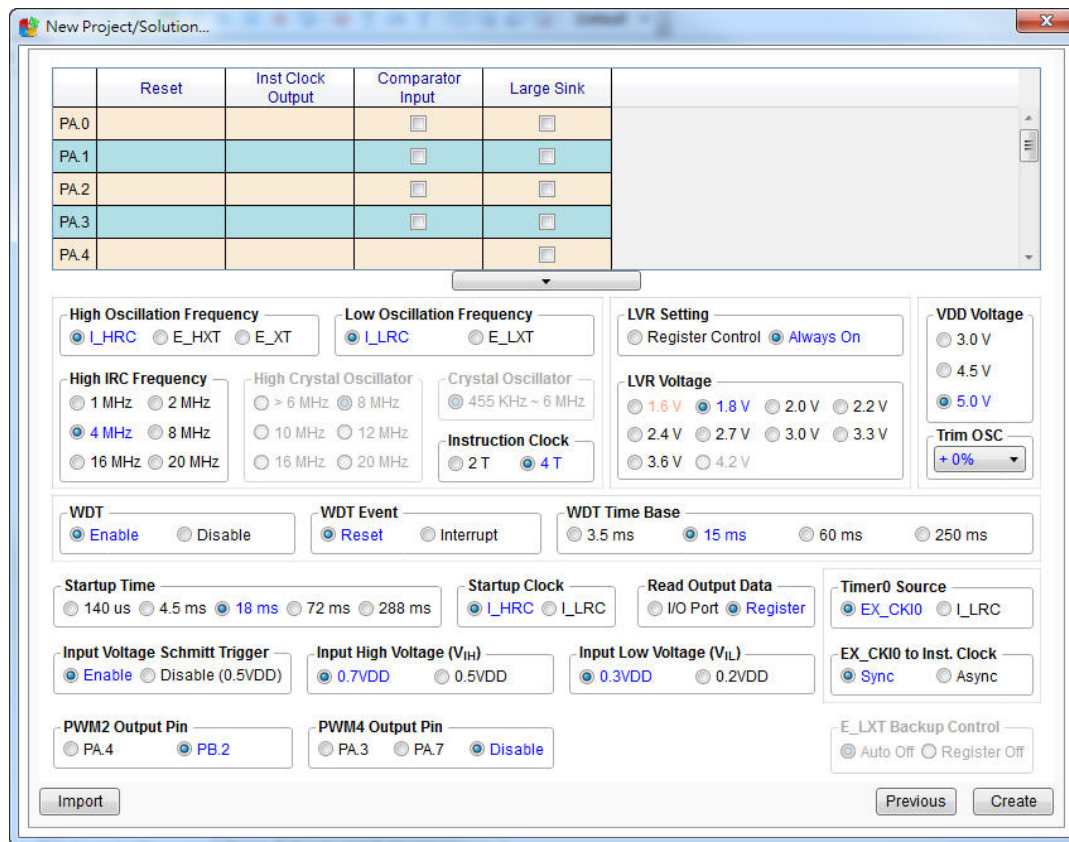 New Project/Solution...
Reset Inst Clock Output Comparator Input Large Sink
PA.0
PA.1
PA.2
PA.3
PA.4
High Oscillation Frequency Low Oscillation Frequency LVR Setting VDD Voltage
I_HRC E_HXT E_XT I_LRC E_LXT Register Control Always On 3.0 V
4.5 V
High IRC Frequency High Crystal Oscillator Crystal Oscillator LVR Voltage
1 MHz 2 MHz > 6 MHz 8 MHz 455 KHz ~ 6 MHz 1.6 V 1.8 V 2.0 V 2.2 V 5.0 V
4 MHz 8 MHz 10 MHz 12 MHz Instruction Clock 2.4 V 2.7 V 3.0 V 3.3 V Trim OSC
16 MHz 20 MHz 16 MHz 20 MHz 2 T 4 T 3.6 V 4.2 V + 0%
WDT WDT Event WDT Time Base
Enable Disable Reset Interrupt 3.5 ms 15 ms 60 ms 250 ms
Startup Time Startup Clock Read Output Data Timer0 Source
140 us 4.5 ms 18 ms 72 ms 288 ms I_HRC I_LRC I/O Port Register EX_CKI0 I_LRC
Input Voltage Schmitt Trigger Input High Voltage (VIH) Input Low Voltage (VIL) EX_CKI0 to Inst. Clock
Enable Disable (0.5VDD) 0.7VDD 0.5VDD 0.3VDD 0.2VDD Sync Async
PWM2 Output Pin PWM4 Output Pin E_LXT Backup Control
PA.4 PB.2 PA.3 PA.7 Disable Auto Off Register Off
Import Previous Create